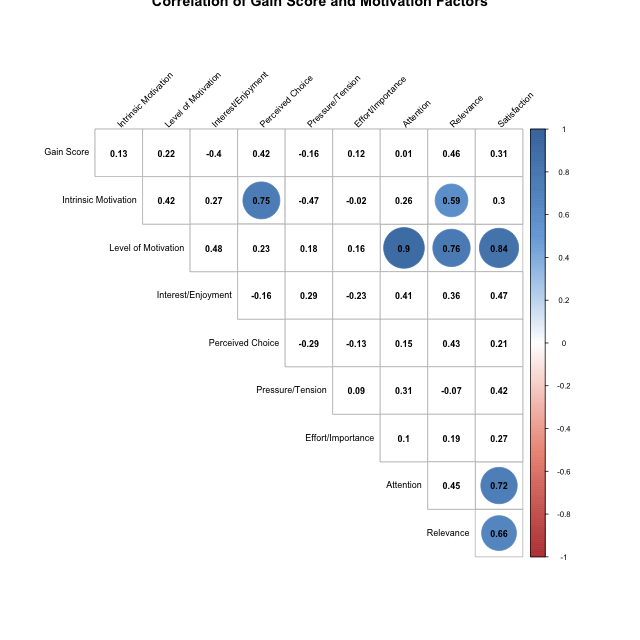 Correlation of Gain Score and Motivation Factors
Intrinsic Motivation
Level of Motivation
Interest/Enjoyment
Perceived Choice
Pressure/Tension
Effort/Importance
Attention
Relevance
Satisfaction
Gain Score 0.13 0.22 -0.4 0.42 -0.16 0.12 0.01 0.46 0.31
Intrinsic Motivation 0.42 0.27 0.75 -0.47 -0.02 0.26 0.59 0.3
Level of Motivation 0.48 0.23 0.18 0.16 0.9 0.76 0.84
Interest/Enjoyment -0.16 0.29 -0.23 0.41 0.36 0.47
Perceived Choice -0.29 -0.13 0.15 0.43 0.21
Pressure/Tension 0.09 0.31 -0.07 0.42
Effort/Importance 0.1 0.19 0.27
Attention 0.45 0.72
Relevance 0.66
1
0.8
0.6
0.4
0.2
0
-0.2
-0.4
-0.6
-0.8
-1